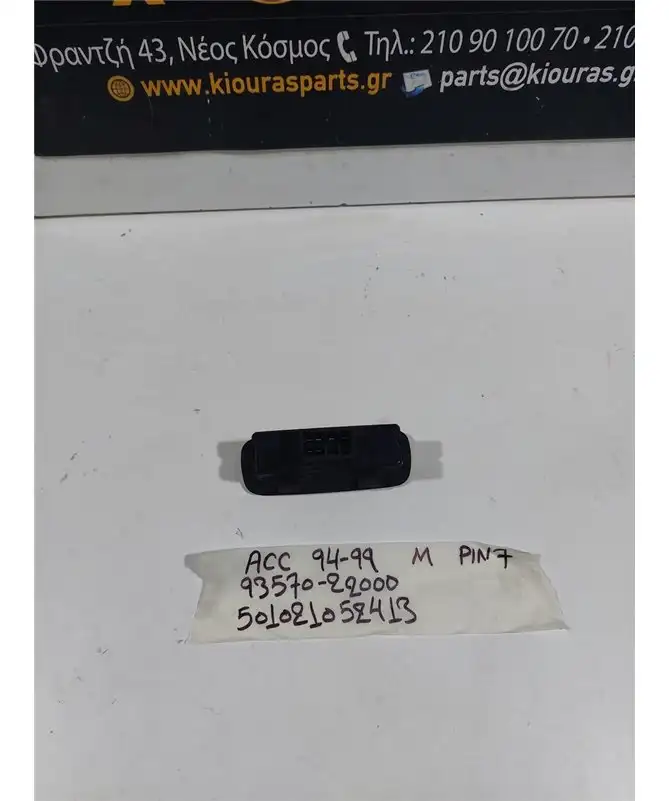 Φραντζή 43, Νέος Κόσμος Τηλ.: 210 90 100 70 • 210
www.kiourasparts.gr parts@kiouras.g
ACC 94-99 M PIN7
93570-22000
501021052413